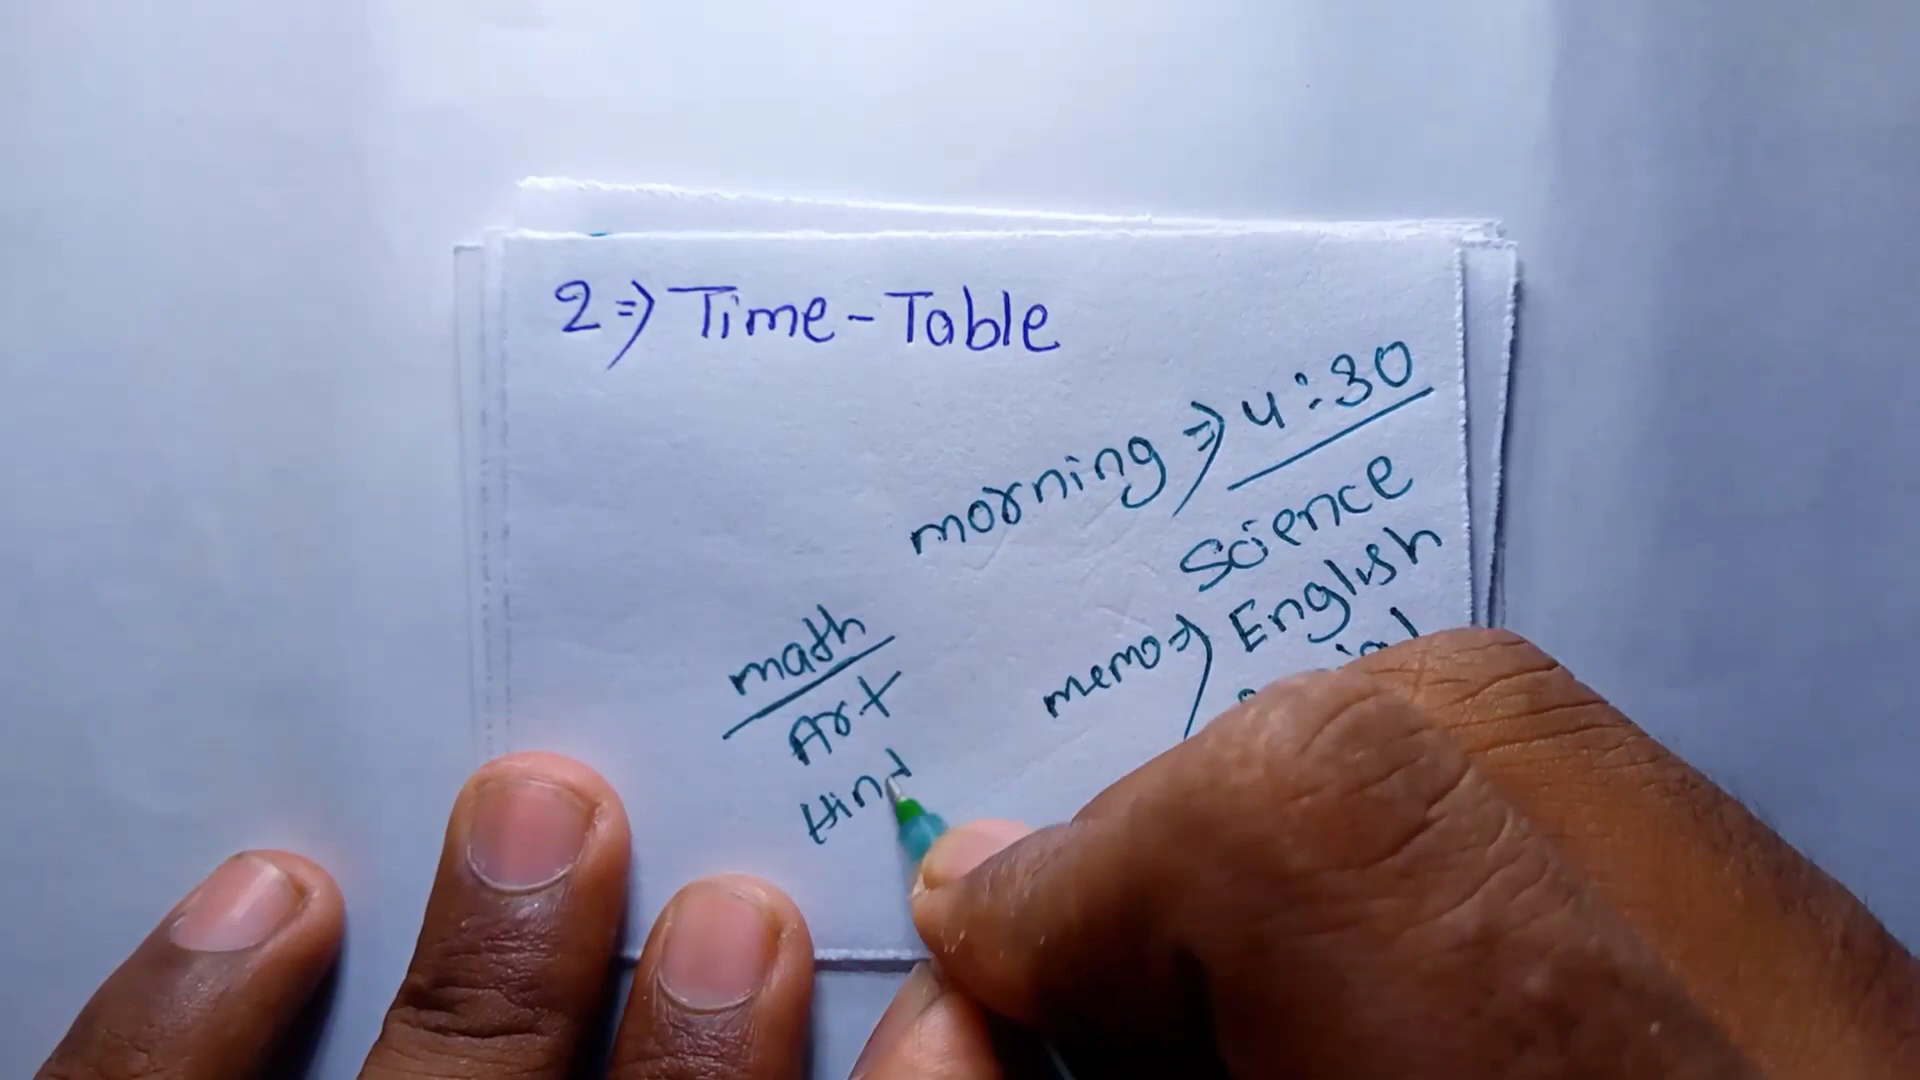 2 => Time-Table
morning => 4:30
Science
memo => English
math
Art
Hind